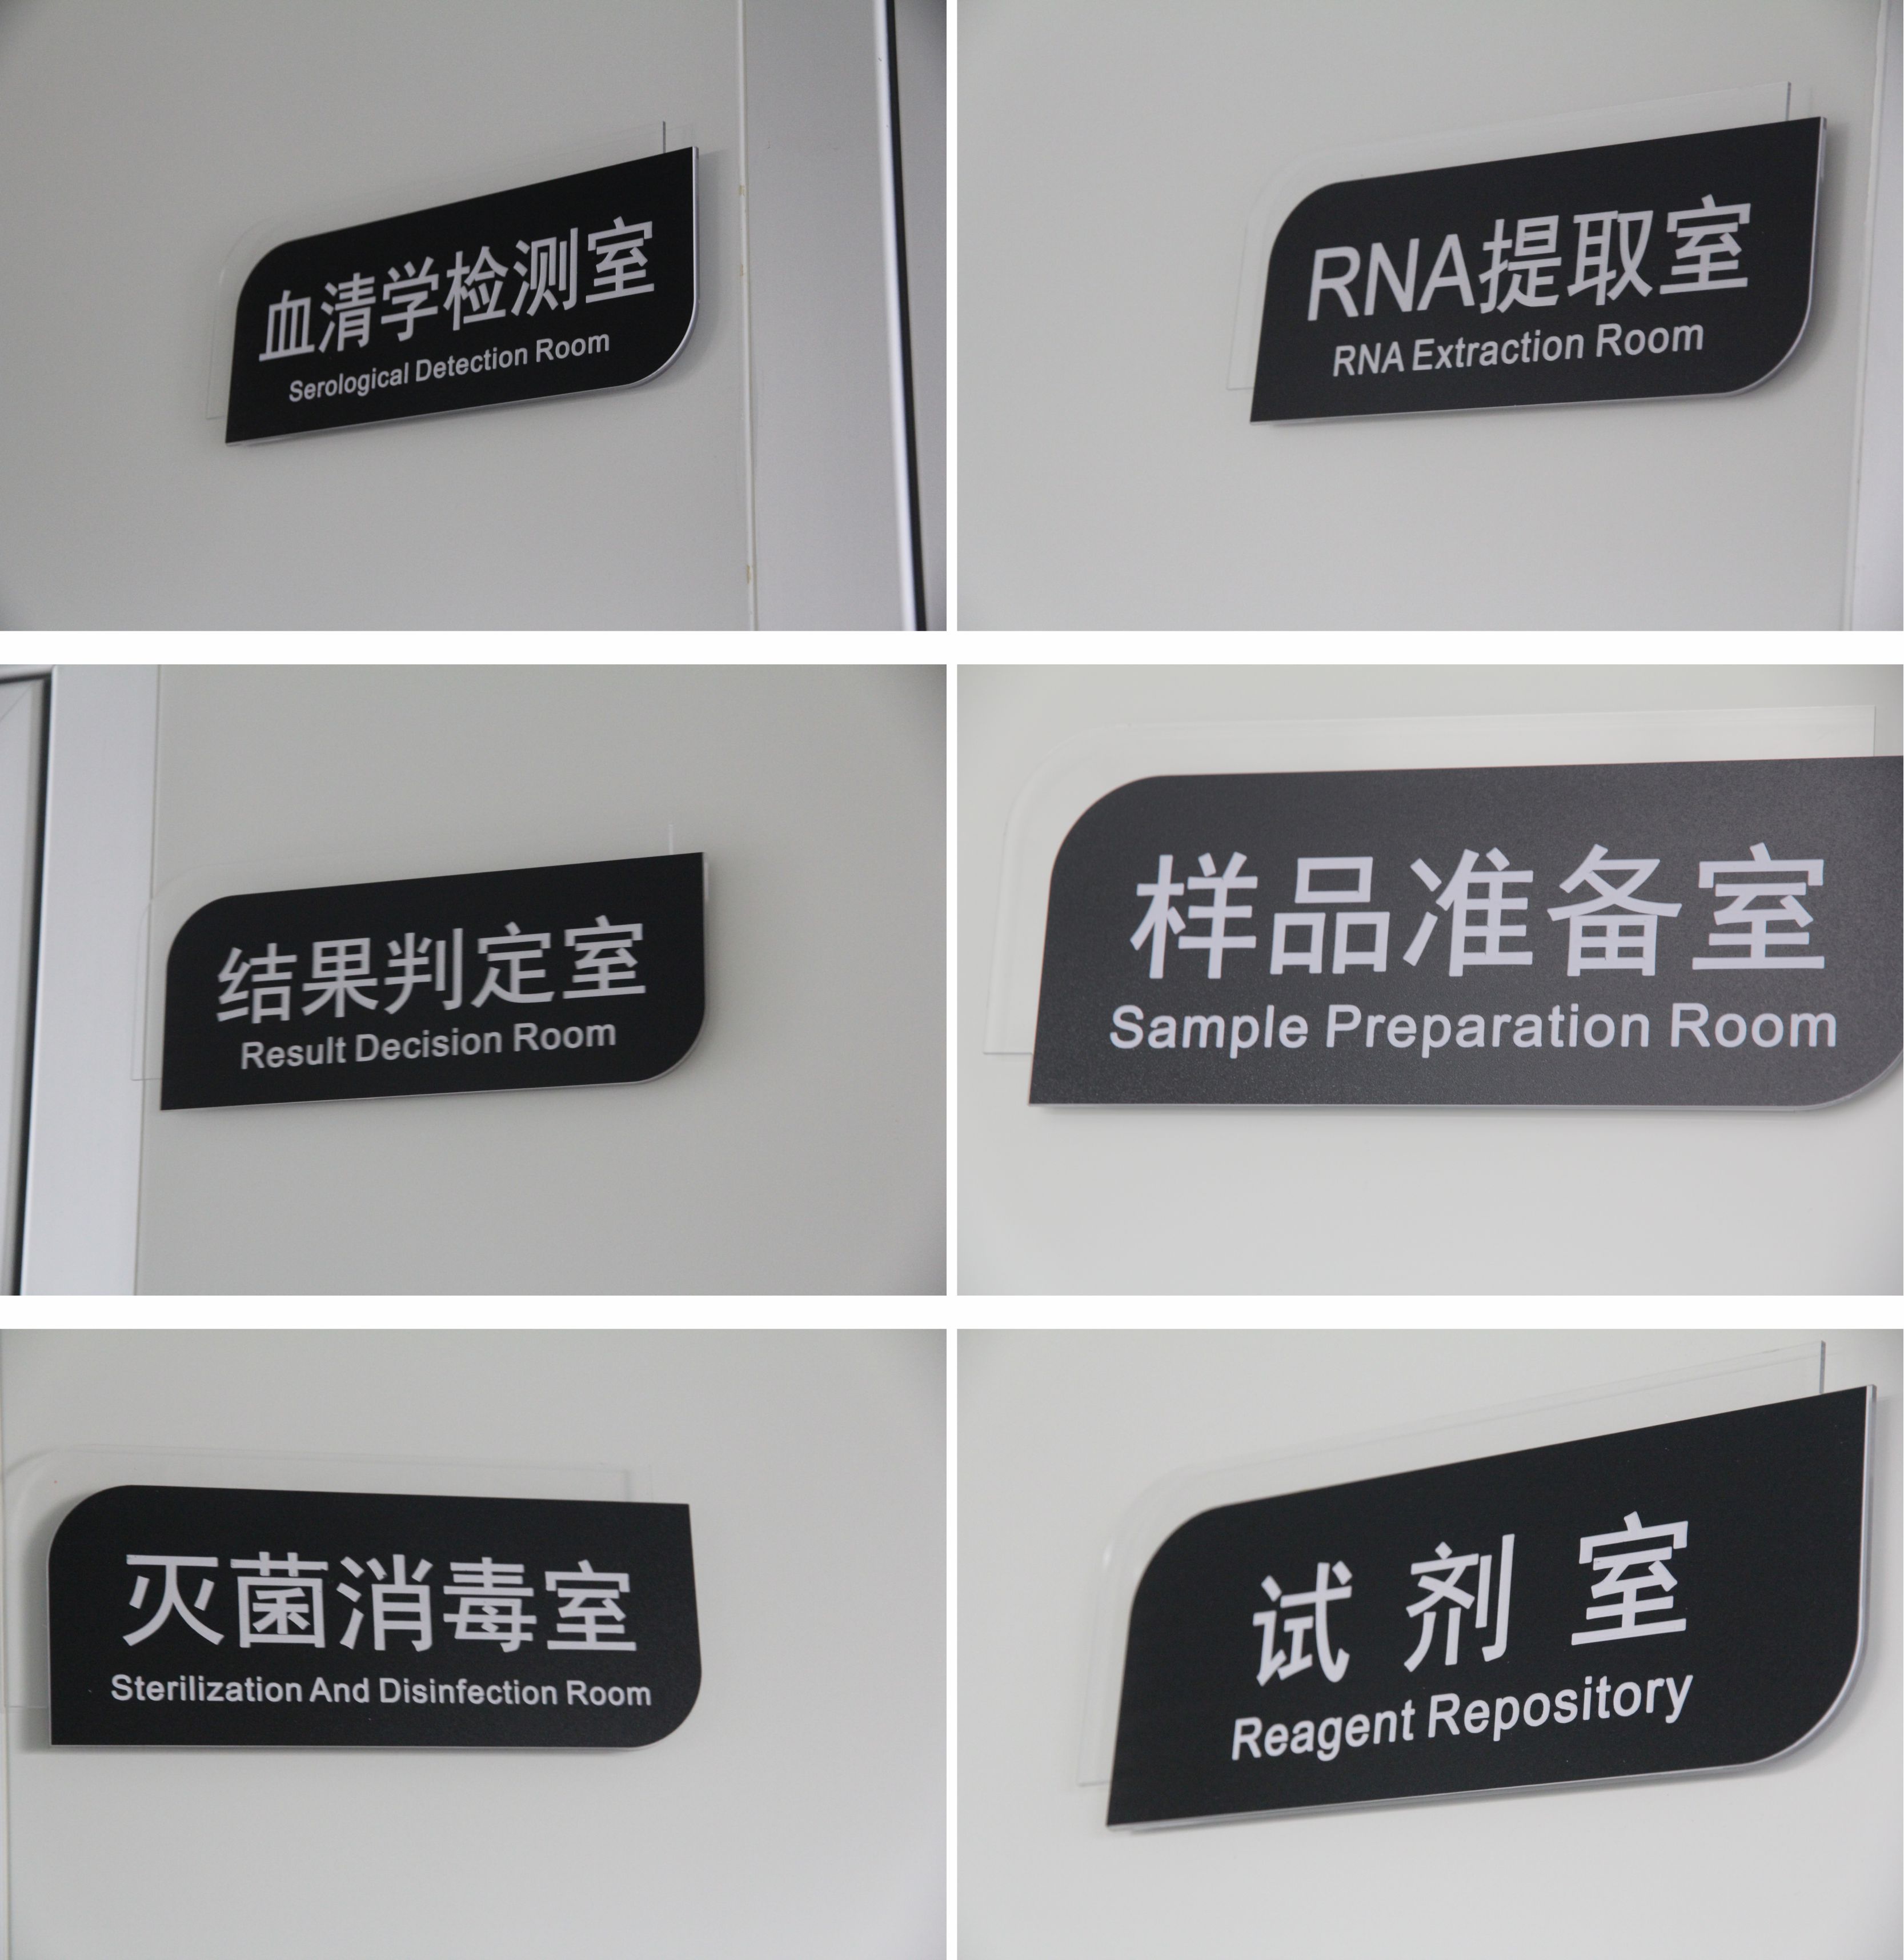 血清学检测室
Serological Detection Room
RNA提取室
RNA Extraction Room
结果判定室
Result Decision Room
样品准备室
Sample Preparation Room
灭菌消毒室
Sterilization And Disinfection Room
试剂室
Reagent Repository